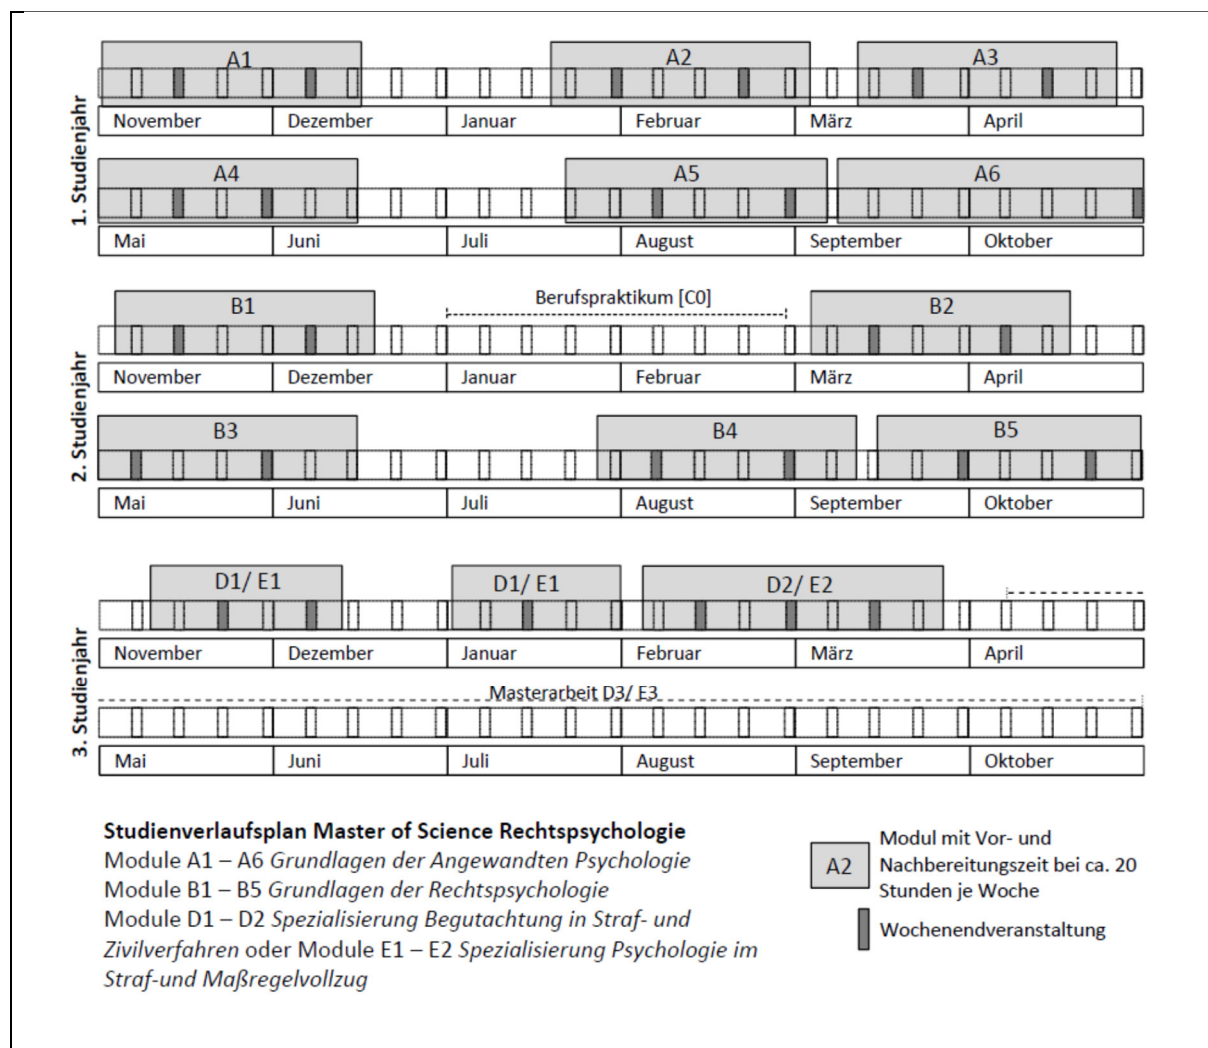 1. Studienjahr
A1
A2
A3
November Dezember Januar Februar März April
A4
A5
A6
Mai Juni Juli August September Oktober
2. Studienjahr
B1
Berufspraktikum [C0]
B2
November Dezember Januar Februar März April
B3
B4
B5
Mai Juni Juli August September Oktober
3. Studienjahr
D1/ E1
D1/ E1
D2/ E2
November Dezember Januar Februar März April
Masterarbeit D3/ E3
Mai Juni Juli August September Oktober
Studienverlaufsplan Master of Science Rechtspsychologie
Module A1 – A6 Grundlagen der Angewandten Psychologie
Module B1 – B5 Grundlagen der Rechtspsychologie
Module D1 – D2 Spezialisierung Begutachtung in Straf- und
Zivilverfahren oder Module E1 – E2 Spezialisierung Psychologie im
Straf-und Maßregelvollzug
A2
Modul mit Vor- und
Nachbereitungszeit bei ca. 20
Stunden je Woche
Wochenendveranstaltung